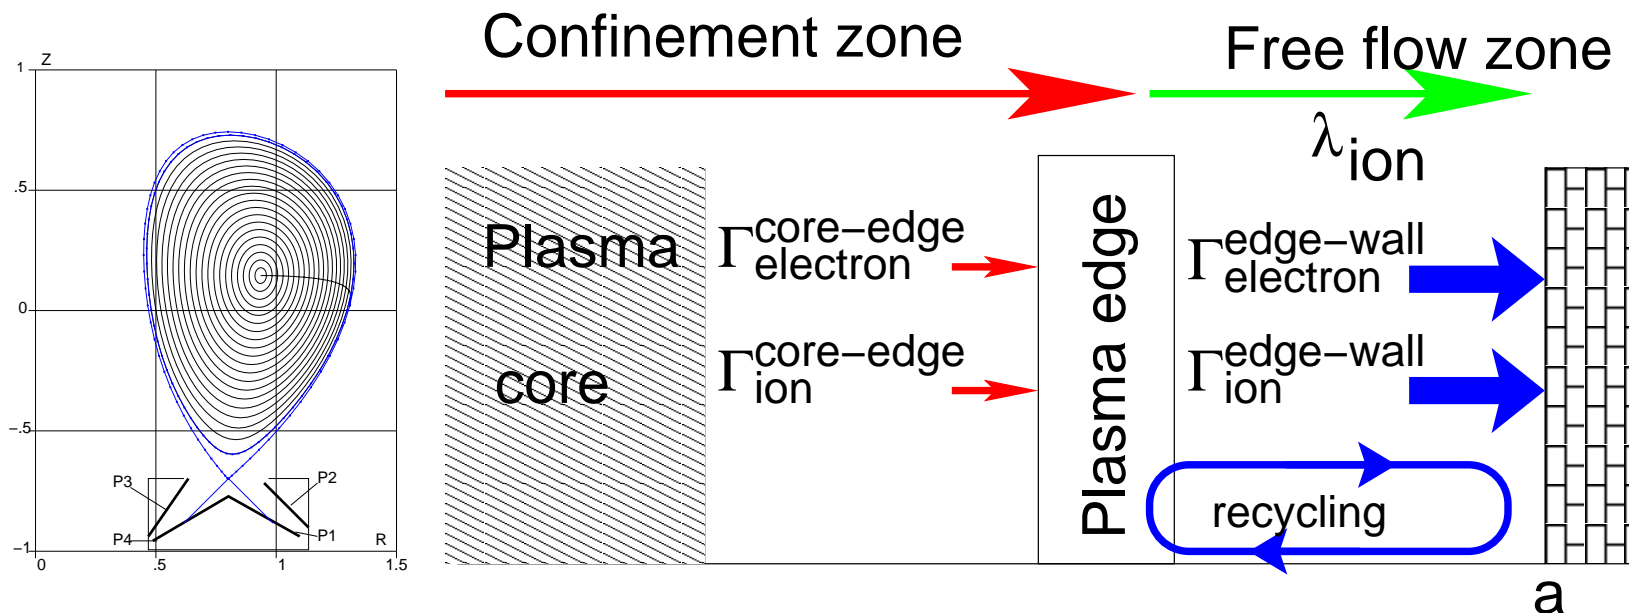 Z
1
.5
0
−.5
−1
0
.5
1
1.5
R
P3
P4
P2
P1
Confinement zone
Free flow zone
λion
Plasma
core
Γcore−edge electron
Γcore−edge ion
Plasma edge
Γedge−wall electron
Γedge−wall ion
recycling
a